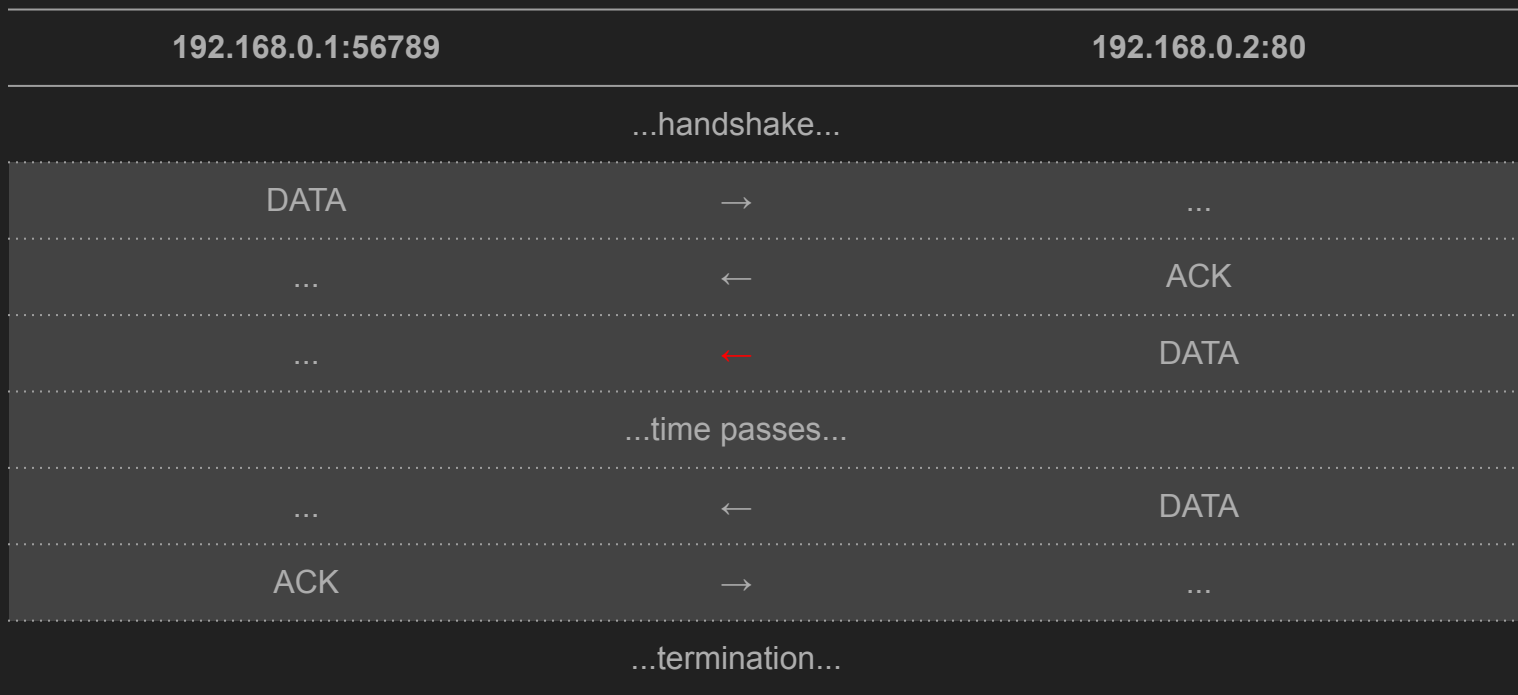 192.168.0.1:56789 192.168.0.2:80
...handshake...
DATA → ...
... ← ACK
... ← DATA
...time passes...
... ← DATA
ACK → ...
...termination...